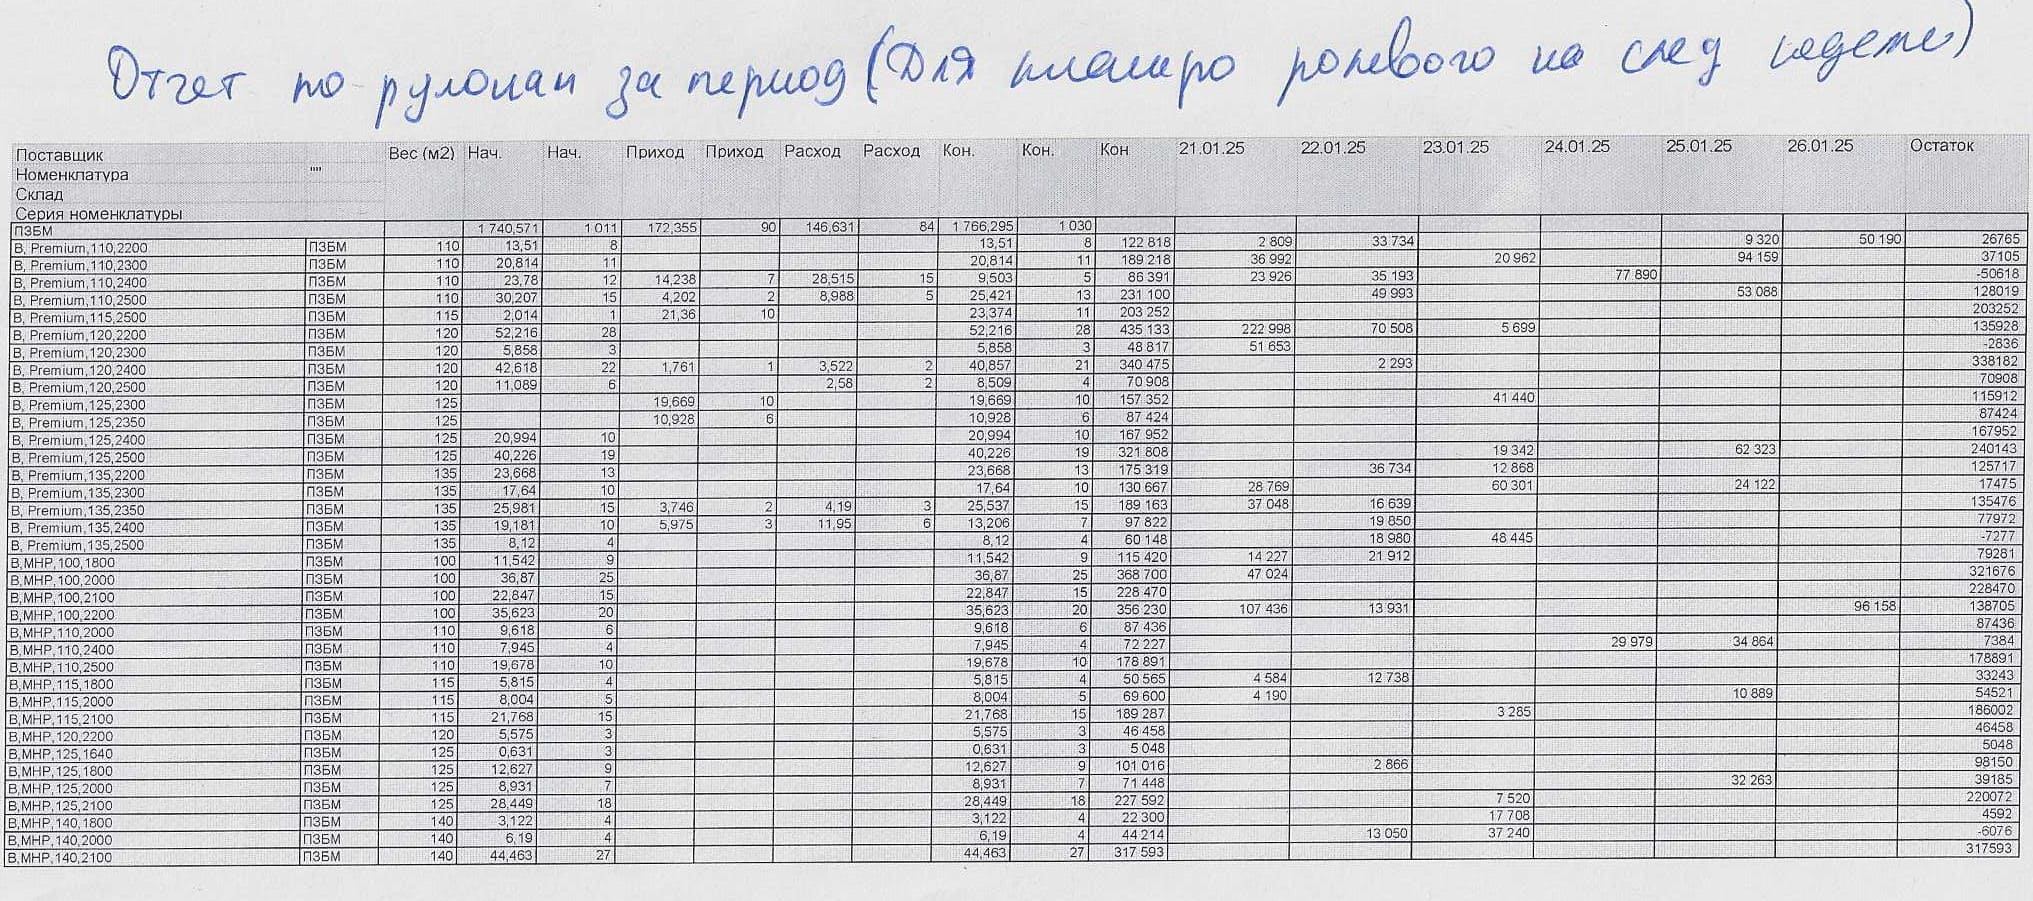 Отчет по рулонам за период (Для планиро ролевого на след неделю)
Поставщик Вес (м2) Нач. Нач. Приход Приход Расход Расход Кон. Кон. Кон 21.01.25 22.01.25 23.01.25 24.01.25 25.01.25 26.01.25 Остаток
Номенклатура ""
Склад
Серия номенклатуры
ПЗБМ 1 740,571 1 011 172,355 90 146,631 84 1 766,295 1 030
B, Premium,110,2200 ПЗБМ 110 13,51 8 13,51 8 122 818 2 809 33 734 9 320 50 190 26765
B, Premium,110,2300 ПЗБМ 110 20,814 11 20,814 11 189 218 36 992 20 962 94 159 37105
B, Premium,110,2400 ПЗБМ 110 23,78 12 14,238 7 28,515 15 9,503 5 86 391 23 926 35 193 77 890 -50618
B, Premium,110,2500 ПЗБМ 110 30,207 15 4,202 2 8,988 5 25,421 13 231 100 49 993 53 088 128019
B, Premium,115,2500 ПЗБМ 115 2,014 1 21,36 10 23,374 11 203 252 203252
B, Premium,120,2200 ПЗБМ 120 52,216 28 52,216 28 435 133 222 998 70 508 5 699 135928
B, Premium,120,2300 ПЗБМ 120 5,858 3 5,858 3 48 817 51 653 -2836
B, Premium,120,2400 ПЗБМ 120 42,618 22 1,761 1 3,522 2 40,857 21 340 475 2 293 338182
B, Premium,120,2500 ПЗБМ 120 11,089 6 2,58 2 8,509 4 70 908 70908
B, Premium,125,2300 ПЗБМ 125 19,669 10 19,669 10 157 352 41 440 115912
B, Premium,125,2350 ПЗБМ 125 10,928 6 10,928 6 87 424 87424
B, Premium,125,2400 ПЗБМ 125 20,994 10 20,994 10 167 952 167952
B, Premium,125,2500 ПЗБМ 125 40,226 19 40,226 19 321 808 19 342 62 323 240143
B, Premium,135,2200 ПЗБМ 135 23,668 13 23,668 13 175 319 36 734 12 868 125717
B, Premium,135,2300 ПЗБМ 135 17,64 10 17,64 10 130 667 28 769 60 301 24 122 17475
B, Premium,135,2350 ПЗБМ 135 25,981 15 3,746 2 4,19 3 25,537 15 189 163 37 048 16 639 135476
B, Premium,135,2400 ПЗБМ 135 19,181 10 5,975 3 11,95 6 13,206 7 97 822 19 850 77972
B, Premium,135,2500 ПЗБМ 135 8,12 4 8,12 4 60 148 18 980 48 445 -7277
B,МНР,100,1800 ПЗБМ 100 11,542 9 11,542 9 115 420 14 227 21 912 79281
B,МНР,100,2000 ПЗБМ 100 36,87 25 36,87 25 368 700 47 024 321676
B,МНР,100,2100 ПЗБМ 100 22,847 15 22,847 15 228 470 228470
B,МНР,100,2200 ПЗБМ 100 35,623 20 35,623 20 356 230 107 436 13 931 96 158 138705
B,МНР,110,2000 ПЗБМ 110 9,618 6 9,618 6 87 436 87436
B,МНР,110,2400 ПЗБМ 110 7,945 4 7,945 4 72 227 29 979 34 864 7384
B,МНР,110,2500 ПЗБМ 110 19,678 10 19,678 10 178 891 178891
B,МНР,115,1800 ПЗБМ 115 5,815 4 5,815 4 50 565 4 584 12 738 33243
B,МНР,115,2000 ПЗБМ 115 8,004 5 8,004 5 69 600 4 190 10 889 54521
B,МНР,115,2100 ПЗБМ 115 21,768 15 21,768 15 189 287 3 285 186002
B,МНР,120,2200 ПЗБМ 120 5,575 3 5,575 3 46 458 46458
B,МНР,125,1640 ПЗБМ 125 0,631 3 0,631 3 5 048 5048
B,МНР,125,1800 ПЗБМ 125 12,627 9 12,627 9 101 016 2 866 98150
B,МНР,125,2000 ПЗБМ 125 8,931 7 8,931 7 71 448 32 263 39185
B,МНР,125,2100 ПЗБМ 125 28,449 18 28,449 18 227 592 7 520 220072
B,МНР,140,1800 ПЗБМ 140 3,122 4 3,122 4 22 300 17 708 4592
B,МНР,140,2000 ПЗБМ 140 6,19 4 6,19 4 44 214 13 050 37 240 -6076
B,МНР,140,2100 ПЗБМ 140 44,463 27 44,463 27 317 593 317593